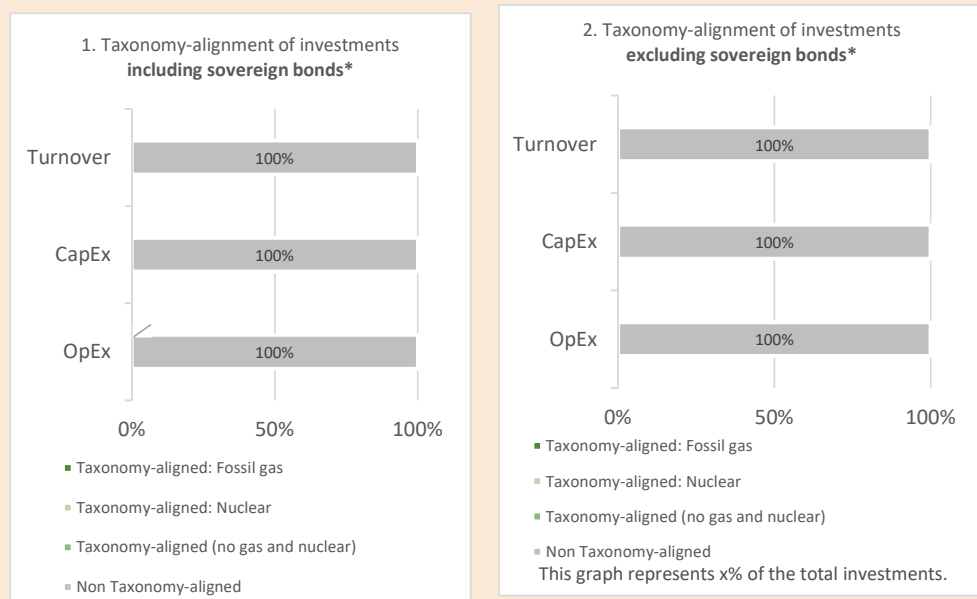 1. Taxonomy-alignment of investments
including sovereign bonds*
Turnover
100%
CapEx
100%
OpEx
100%
0%
50%
100%
Taxonomy-aligned: Fossil gas
Taxonomy-aligned: Nuclear
Taxonomy-aligned (no gas and nuclear)
Non Taxonomy-aligned
2. Taxonomy-alignment of investments
excluding sovereign bonds*
Turnover
100%
CapEx
100%
OpEx
100%
0%
50%
100%
Taxonomy-aligned: Fossil gas
Taxonomy-aligned: Nuclear
Taxonomy-aligned (no gas and nuclear)
Non Taxonomy-aligned
This graph represents x% of the total investments.